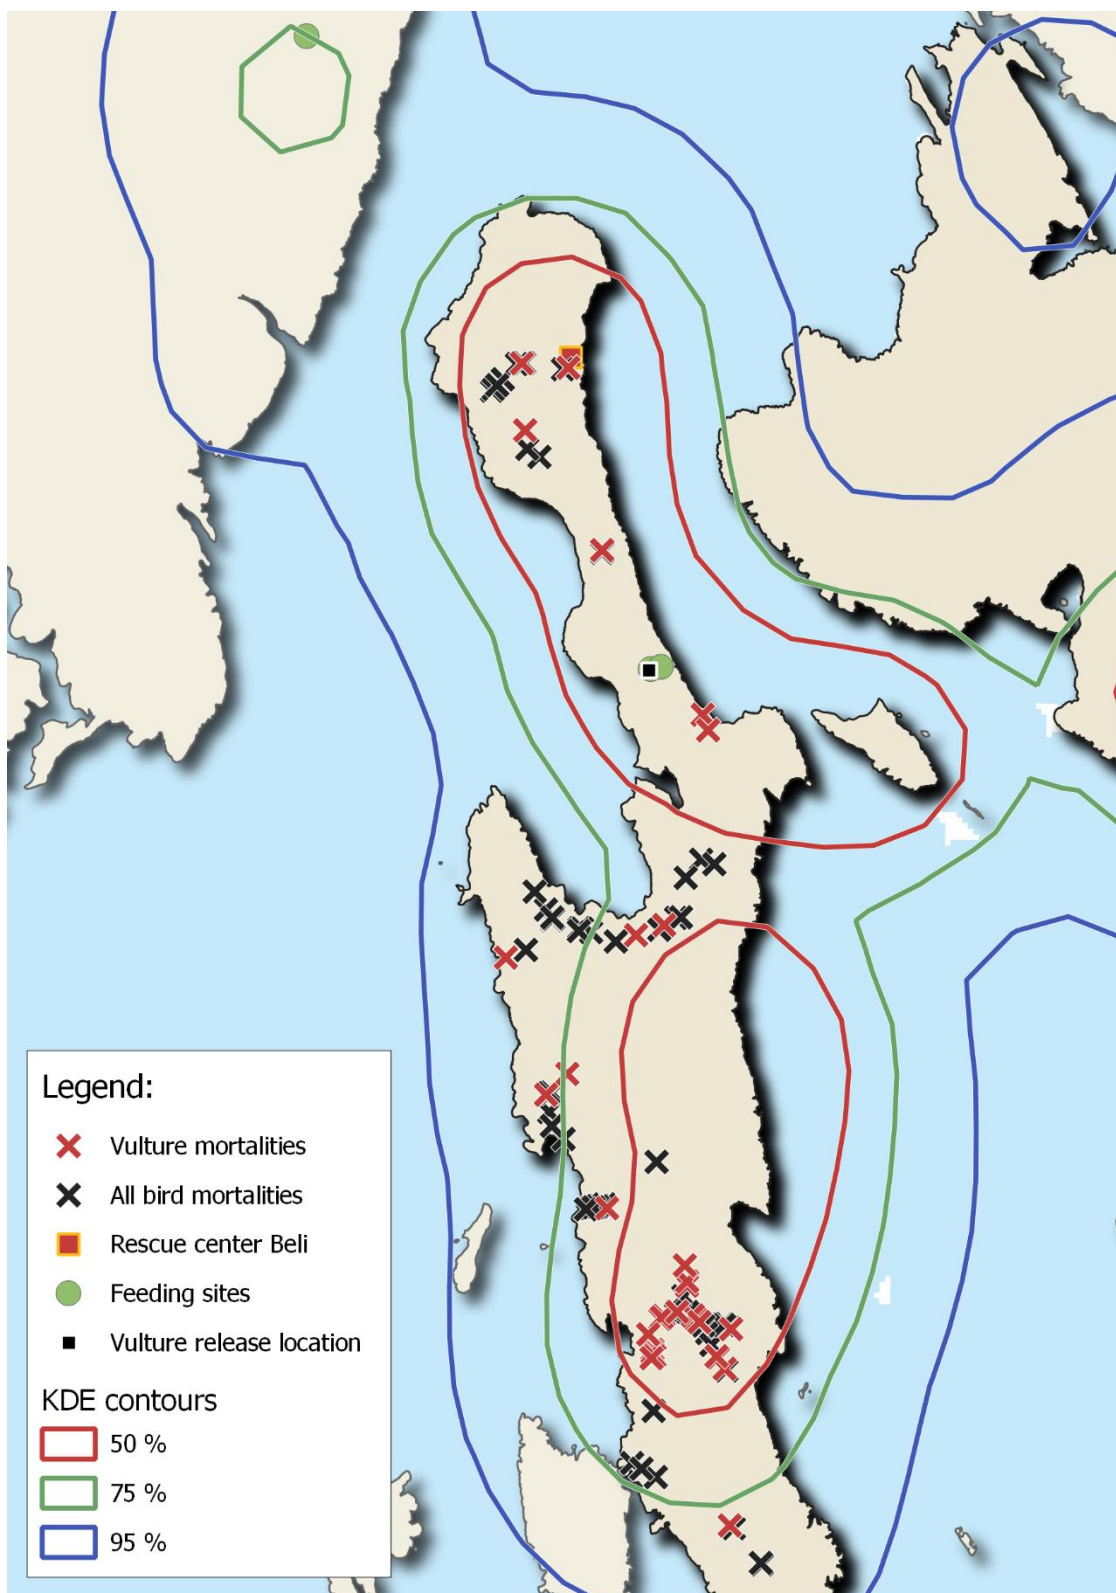 Legend:
Vulture mortalities
All bird mortalities
Rescue center Beli
Feeding sites
Vulture release location
KDE contours
50 %
75 %
95 %